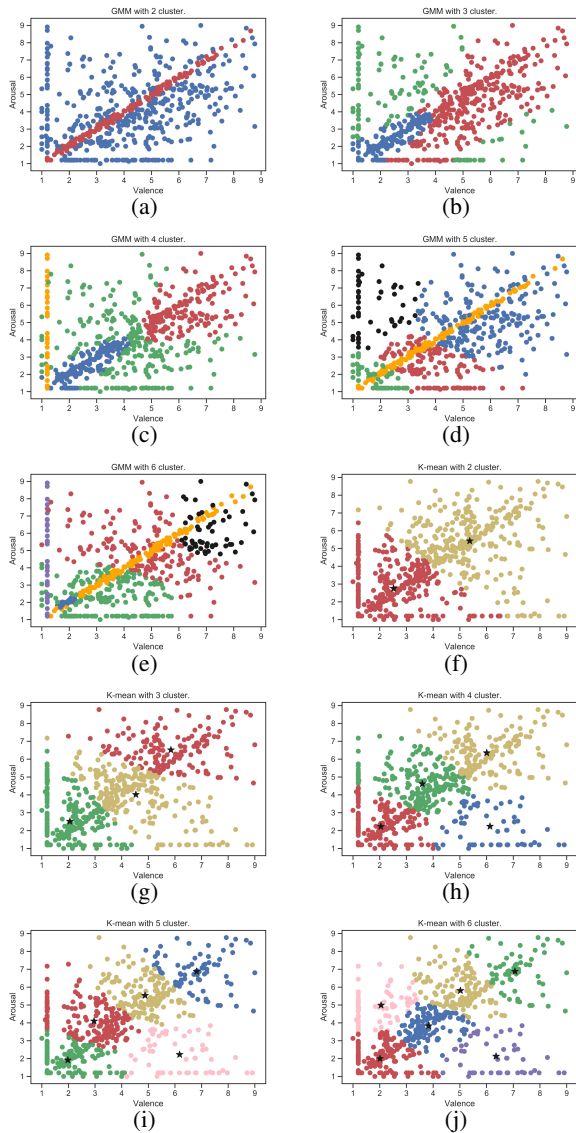 GMM with 2 cluster.
Arousal
9
8
7
6
5
4
3
2
1
1 2 3 4 5 6 7 8 9
Valence
(a)
GMM with 3 cluster.
Arousal
9
8
7
6
5
4
3
2
1
1 2 3 4 5 6 7 8 9
Valence
(b)
GMM with 4 cluster.
Arousal
9
8
7
6
5
4
3
2
1
1 2 3 4 5 6 7 8 9
Valence
(c)
GMM with 5 cluster.
Arousal
9
8
7
6
5
4
3
2
1
1 2 3 4 5 6 7 8 9
Valence
(d)
GMM with 6 cluster.
Arousal
9
8
7
6
5
4
3
2
1
1 2 3 4 5 6 7 8 9
Valence
(e)
K-mean with 2 cluster.
Arousal
9
8
7
6
5
4
3
2
1
1 2 3 4 5 6 7 8 9
Valence
(f)
K-mean with 3 cluster.
Arousal
9
8
7
6
5
4
3
2
1
1 2 3 4 5 6 7 8 9
Valence
(g)
K-mean with 4 cluster.
Arousal
9
8
7
6
5
4
3
2
1
1 2 3 4 5 6 7 8 9
Valence
(h)
K-mean with 5 cluster.
Arousal
9
8
7
6
5
4
3
2
1
1 2 3 4 5 6 7 8 9
Valence
(i)
K-mean with 6 cluster.
Arousal
9
8
7
6
5
4
3
2
1
1 2 3 4 5 6 7 8 9
Valence
(j)